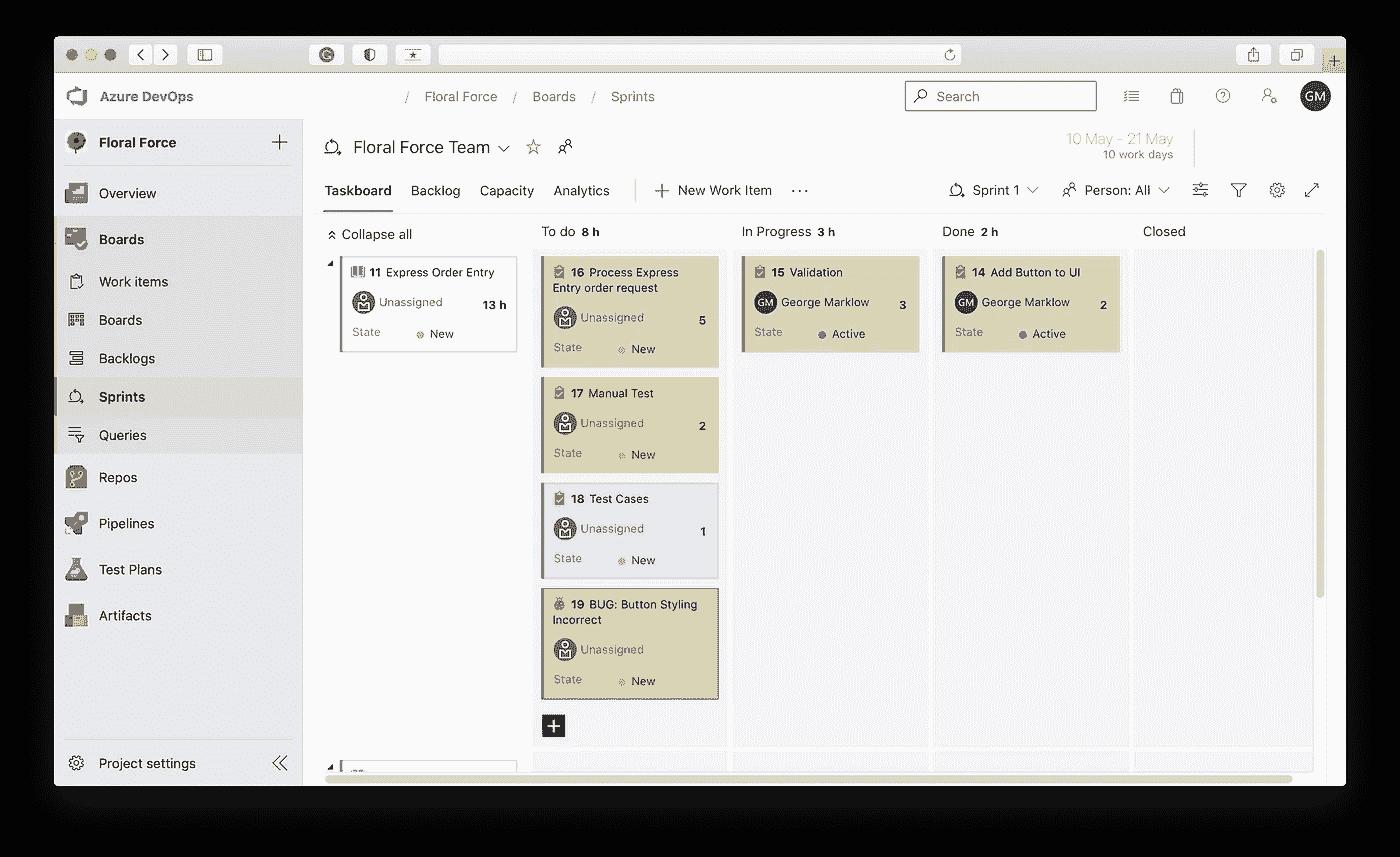 Azure DevOps
/ Floral Force / Boards / Sprints
Search
GM
Floral Force
Overview
Boards
Work items
Boards
Backlogs
Sprints
Queries
Repos
Pipelines
Test Plans
Artifacts
Project settings
Floral Force Team
10 May - 21 May
10 work days
Taskboard Backlog Capacity Analytics New Work Item
Sprint 1 Person: All
Collapse all
To do 8 h
In Progress 3 h
Done 2 h
Closed
11 Express Order Entry
Unassigned 13 h
State New
16 Process Express
Entry order request
Unassigned 5
State New
17 Manual Test
Unassigned 2
State New
18 Test Cases
Unassigned 1
State New
19 BUG: Button Styling
Incorrect
Unassigned
State New
15 Validation
GM George Marklow 3
State Active
14 Add Button to UI
GM George Marklow 2
State Active